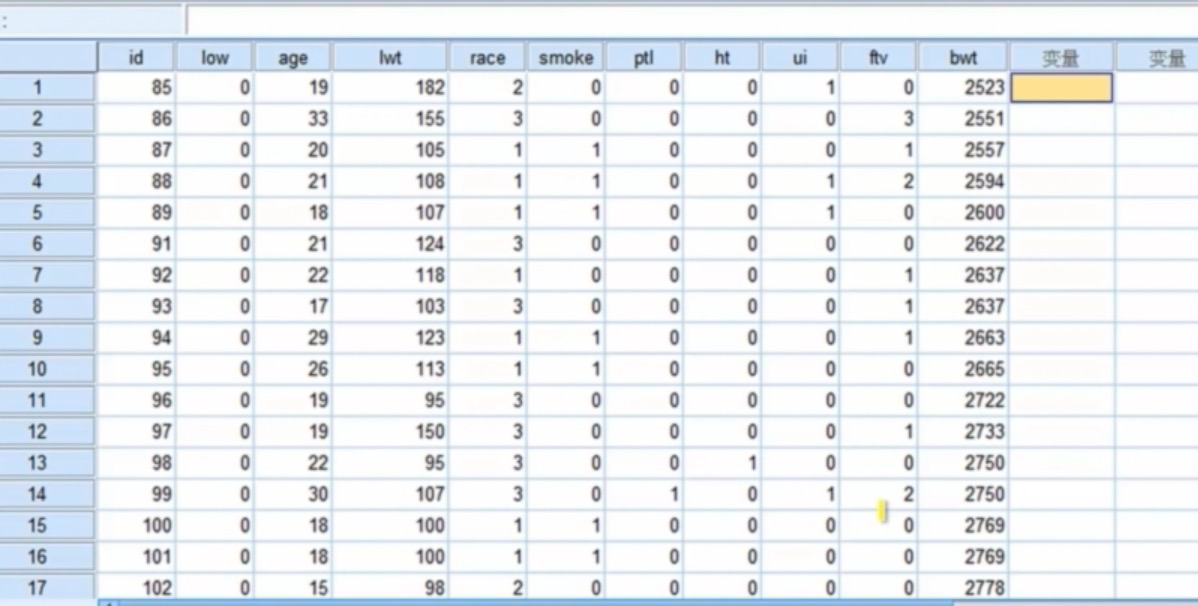 :
id low age lwt race smoke ptl ht ui ftv bwt 变量 变量
1 85 0 19 182 2 0 0 0 1 0 2523
2 86 0 33 155 3 0 0 0 0 3 2551
3 87 0 20 105 1 1 0 0 0 1 2557
4 88 0 21 108 1 1 0 0 1 2 2594
5 89 0 18 107 1 1 0 0 1 0 2600
6 91 0 21 124 3 0 0 0 0 0 2622
7 92 0 22 118 1 0 0 0 0 1 2637
8 93 0 17 103 3 0 0 0 0 1 2637
9 94 0 29 123 1 1 0 0 0 1 2663
10 95 0 26 113 1 1 0 0 0 0 2665
11 96 0 19 95 3 0 0 0 0 0 2722
12 97 0 19 150 3 0 0 0 0 1 2733
13 98 0 22 95 3 0 0 1 0 0 2750
14 99 0 30 107 3 0 1 0 1 2 2750
15 100 0 18 100 1 1 0 0 0 0 2769
16 101 0 18 100 1 1 0 0 0 0 2769
17 102 0 15 98 2 0 0 0 0 0 2778